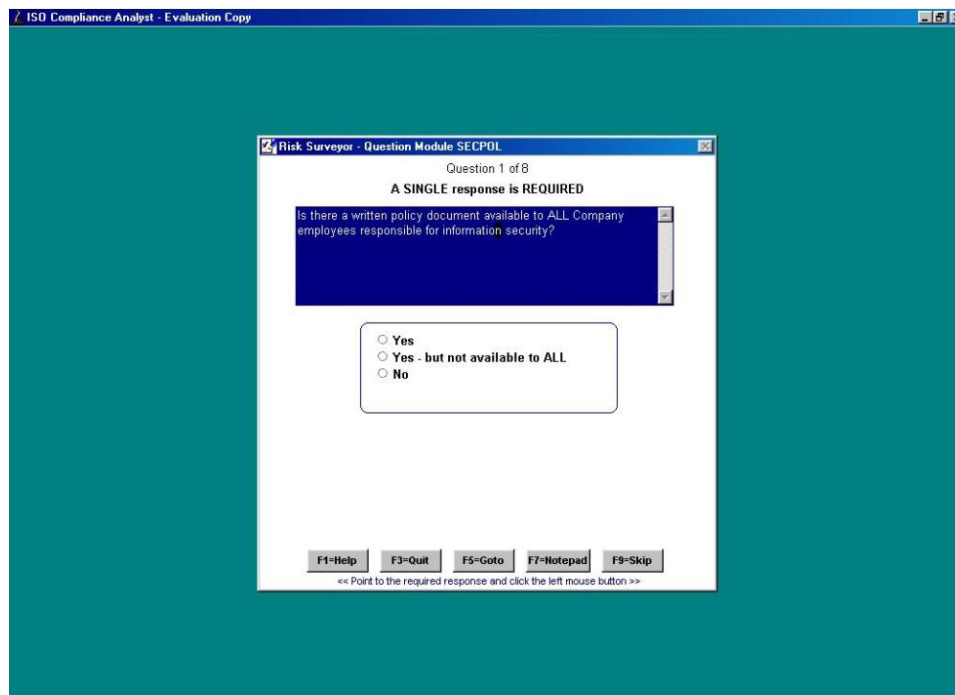 ISO Compliance Analyst - Evaluation Copy
Risk Surveyor - Question Module SECPOL
Question 1 of 8
A SINGLE response is REQUIRED
Is there a written policy document available to ALL Company
employees responsible for information security?
Yes
Yes - but not available to ALL
No
F1=Help F3=Quit F5=Goto F7=Notepad F9=Skip
<< Point to the required response and click the left mouse button >>